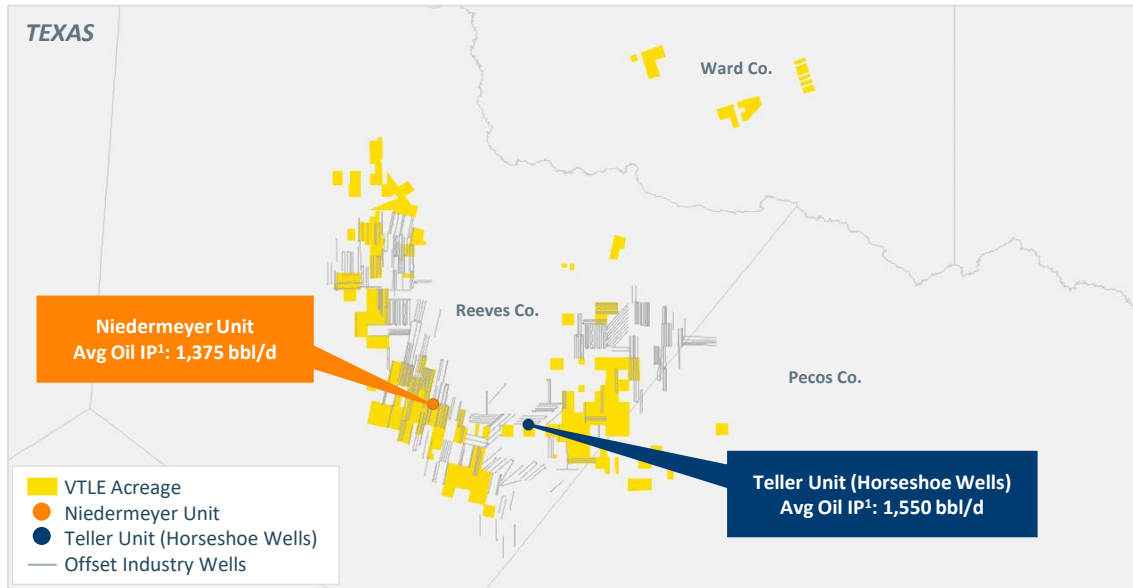 TEXAS
Ward Co.
Reeves Co.
Niedermeyer Unit
Avg Oil IP¹: 1,375 bbl/d
Pecos Co.
Teller Unit (Horseshoe Wells)
Avg Oil IP¹: 1,550 bbl/d
VTLE Acreage
Niedermeyer Unit
Teller Unit (Horseshoe Wells)
Offset Industry Wells